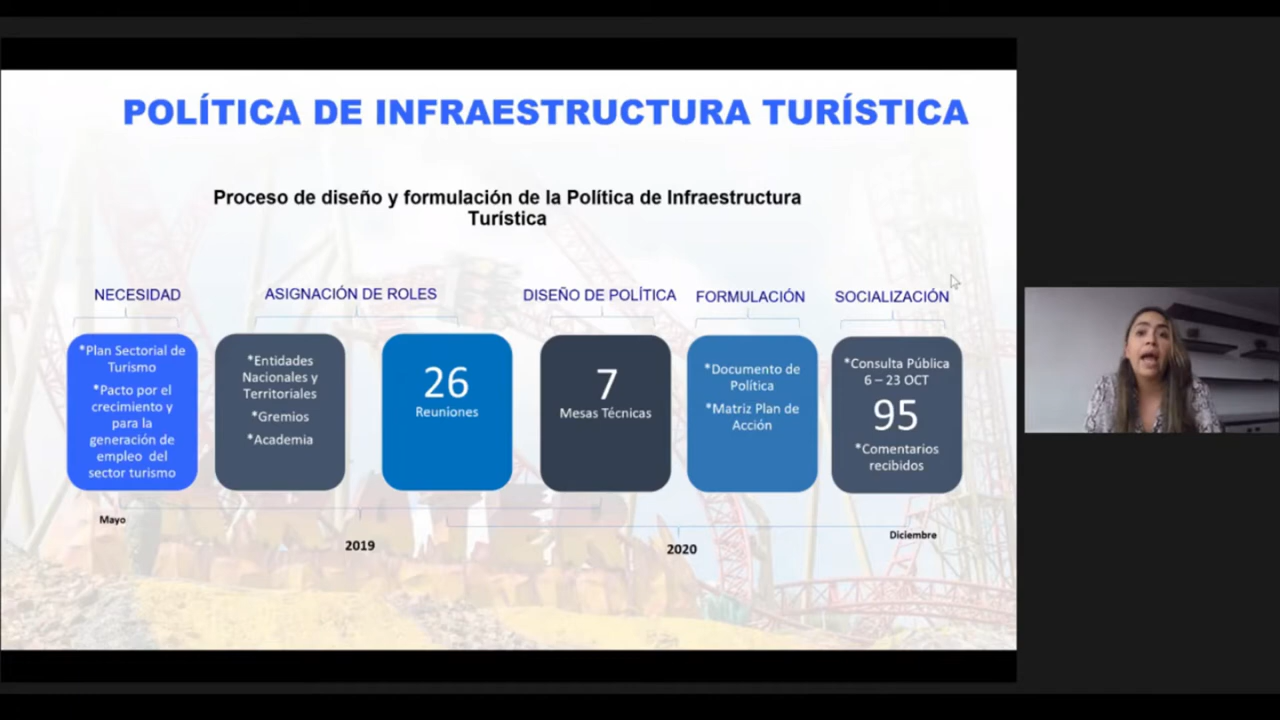 POLÍTICA DE INFRAESTRUCTURA TURÍSTICA
Proceso de diseño y formulación de la Política de Infraestructura
Turística
NECESIDAD
*Plan Sectorial de
Turismo
*Pacto por el
crecimiento y
para la
generación de
empleo del
sector turismo
ASIGNACIÓN DE ROLES
*Entidades
Nacionales y
Territoriales
*Gremios
*Academia
26
Reuniones
DISEÑO DE POLÍTICA
7
Mesas Técnicas
FORMULACIÓN
*Documento de
Política
*Matriz Plan de
Acción
SOCIALIZACIÓN
*Consulta Pública
6 – 23 OCT
95
*Comentarios
recibidos
Mayo
2019
2020
Diciembre